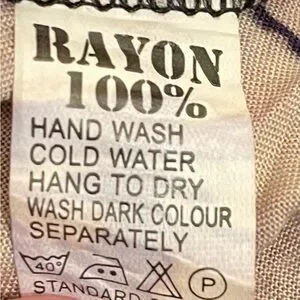 RAYON
100%
HAND WASH
COLD WATER
HANG TO DRY
WASH DARK COLOUR
SEPARATELY
40 P
STANDARD